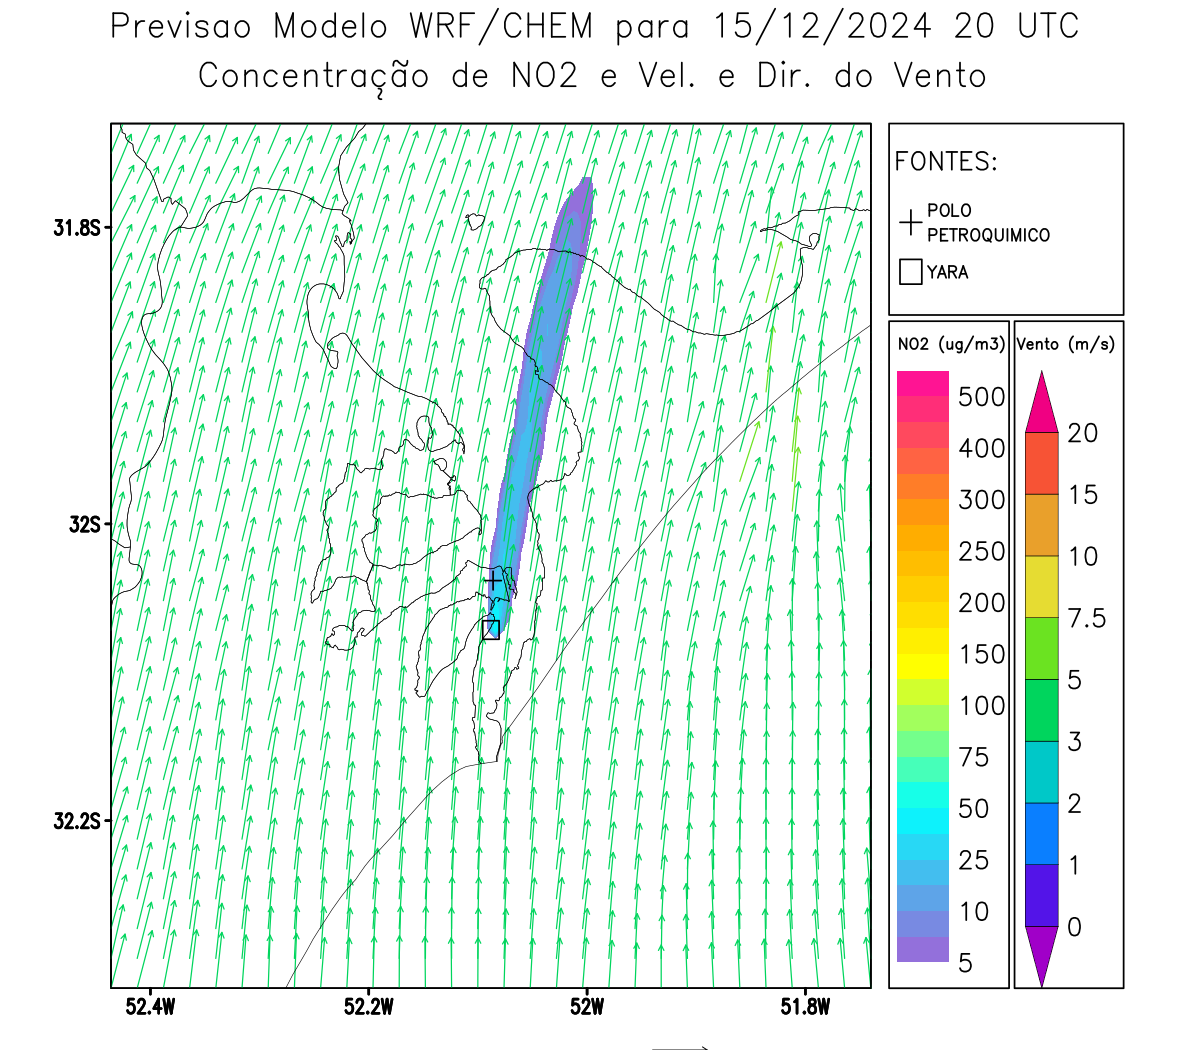 Previsao Modelo WRF/CHEM para 15/12/2024 20 UTC
Concentração de NO2 e Vel. e Dir. do Vento
FONTES:
POLO
PETROQUIMICO
YARA
NO2 (ug/m3)
500
400
300
250
200
150
100
75
50
25
10
5
Vento (m/s)
20
15
10
7.5
5
3
2
1
0
31.8S
32S
32.2S
52.4W
52.2W
52W
51.8W